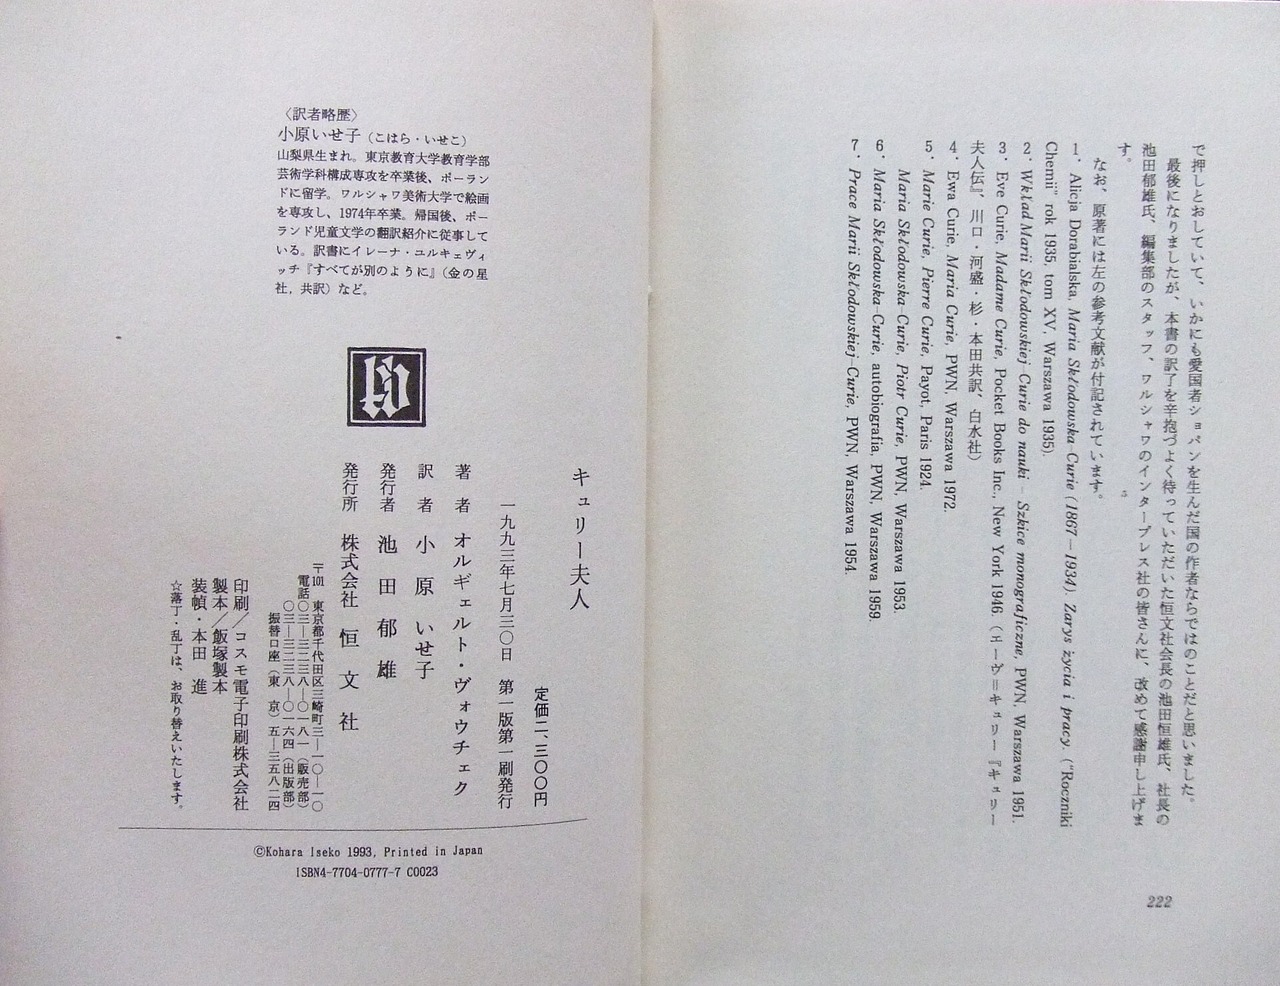 で押しとおしていて、いかにも愛国者ショパンを生んだ国の作者ならではのことだと思いました。
最後になりましたが、本書の訳了を辛抱づよく待っていただいた恒文社会長の池田恒雄氏、社長の
池田郁雄氏、編集部のスタッフ、ワルシャワのインタープレス社の皆さんに、改めて感謝申し上げま
す。
なお、原著には左の参考文献が付記されています。
1. Alicja Dorabialska, Maria Skłodowska-Curie (1867－1934). Zarys życia i pracy. ("Roczniki
Chemii" rok 1935, tom XV, Warszawa 1935).
2. Wkład Marii Skłodowskiej-Curie do nauki – Szkice monograficzne, PWN, Warszawa 1951.
3. Eve Curie, Madame Curie, Pocket Books Inc., New York 1946.（エーヴ＝キュリー『キュリー
夫人伝』、川口・河盛・杉・本田共訳、白水社）
4. Ewa Curie, Maria Curie, PWN, Warszawa 1972.
5. Marie Curie, Pierre Curie, Payot, Paris 1924.
Maria Skłodowska-Curie, Piotr Curie, PWN, Warszawa 1953.
6. Maria Skłodowska-Curie, autobiografia, PWN, Warszawa 1959.
7. Prace Marii Skłodowskiej-Curie, PWN, Warszawa 1954.
222
〈訳者略歴〉
小原いせ子（こはら・いせこ）
山梨県生まれ。東京教育大学教育学部
芸術学科構成専攻を卒業後、ポーラン
ドに留学。ワルシャワ美術大学で絵画
を専攻し、1974年卒業。帰国後、ポー
ランド児童文学の翻訳紹介に従事して
いる。訳書にイレーナ・ユルキェヴィ
ッチ『すべてが別のように』（金の星
社，共訳）など。
キュリー夫人
定価二、三〇〇円
一九九三年七月三〇日 第一版第一刷発行
著者 オルギェルト・ヴォウチェク
訳者 小原いせ子
発行者 池田郁雄
発行所 株式会社 恒文社
〒101 東京都千代田区三崎町三―一〇―一〇
電話〇三―三二三八―〇一八一（販売部）
〇三―三二三八―〇一六四（出版部）
振替口座（東京）五―三五八二四
印刷／コスモ電子印刷株式会社
製本／飯塚製本
装幀・本田 進
☆落丁・乱丁は、お取り替えいたします。
©Kohara Iseko 1993, Printed in Japan
ISBN4-7704-0777-7 C0023